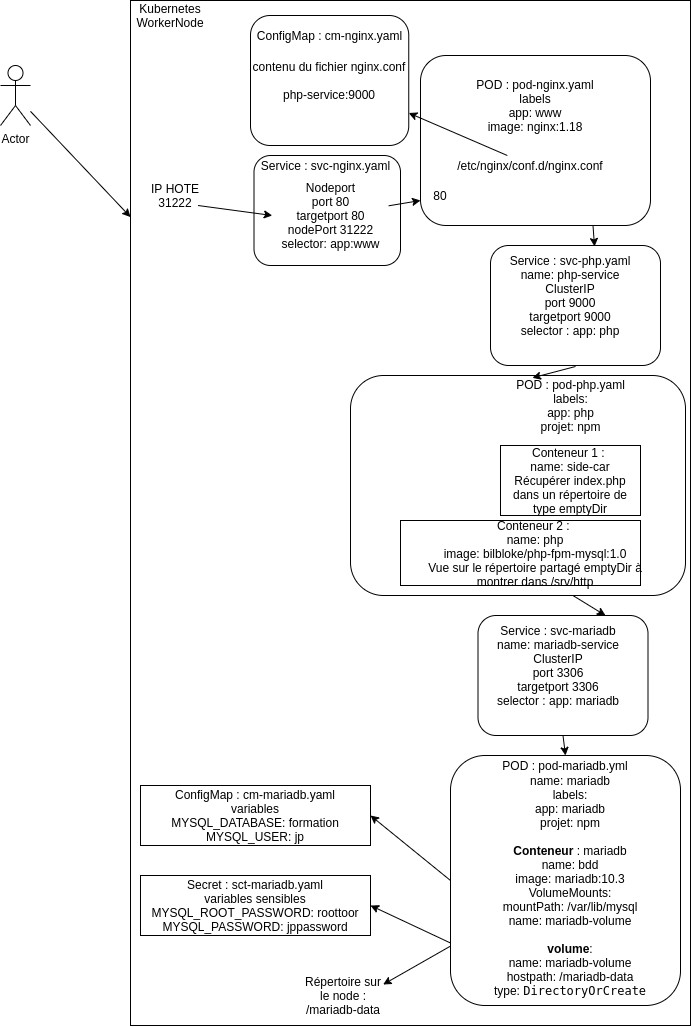 Kubernetes
WorkerNode
Actor
ConfigMap : cm-nginx.yaml
contenu du fichier nginx.conf
php-service:9000
POD : pod-nginx.yaml
labels
app: www
image: nginx:1.18
/etc/nginx/conf.d/nginx.conf
80
IP HOTE
31222
Service : svc-nginx.yaml
Nodeport
port 80
targetport 80
nodePort 31222
selector: app:www
Service : svc-php.yaml
name: php-service
ClusterIP
port 9000
targetport 9000
selector : app: php
POD : pod-php.yaml
labels:
app: php
projet: npm
Conteneur 1 :
name: side-car
Récupérer index.php
dans un répertoire de
type emptyDir
Conteneur 2 :
name: php
image: bilbloke/php-fpm-mysql:1.0
Vue sur le répertoire partagé emptyDir à
montrer dans /srv/http
Service : svc-mariadb
name: mariadb-service
ClusterIP
port 3306
targetport 3306
selector : app: mariadb
POD : pod-mariadb.yml
name: mariadb
labels:
app: mariadb
projet: npm
Conteneur : mariadb
name: bdd
image: mariadb:10.3
VolumeMounts:
mountPath: /var/lib/mysql
name: mariadb-volume
volume:
name: mariadb-volume
hostpath: /mariadb-data
type: DirectoryOrCreate
ConfigMap : cm-mariadb.yaml
variables
MYSQL_DATABASE: formation
MYSQL_USER: jp
Secret : sct-mariadb.yaml
variables sensibles
MYSQL_ROOT_PASSWORD: roottoor
MYSQL_PASSWORD: jppassword
Répertoire sur
le node :
/mariadb-data